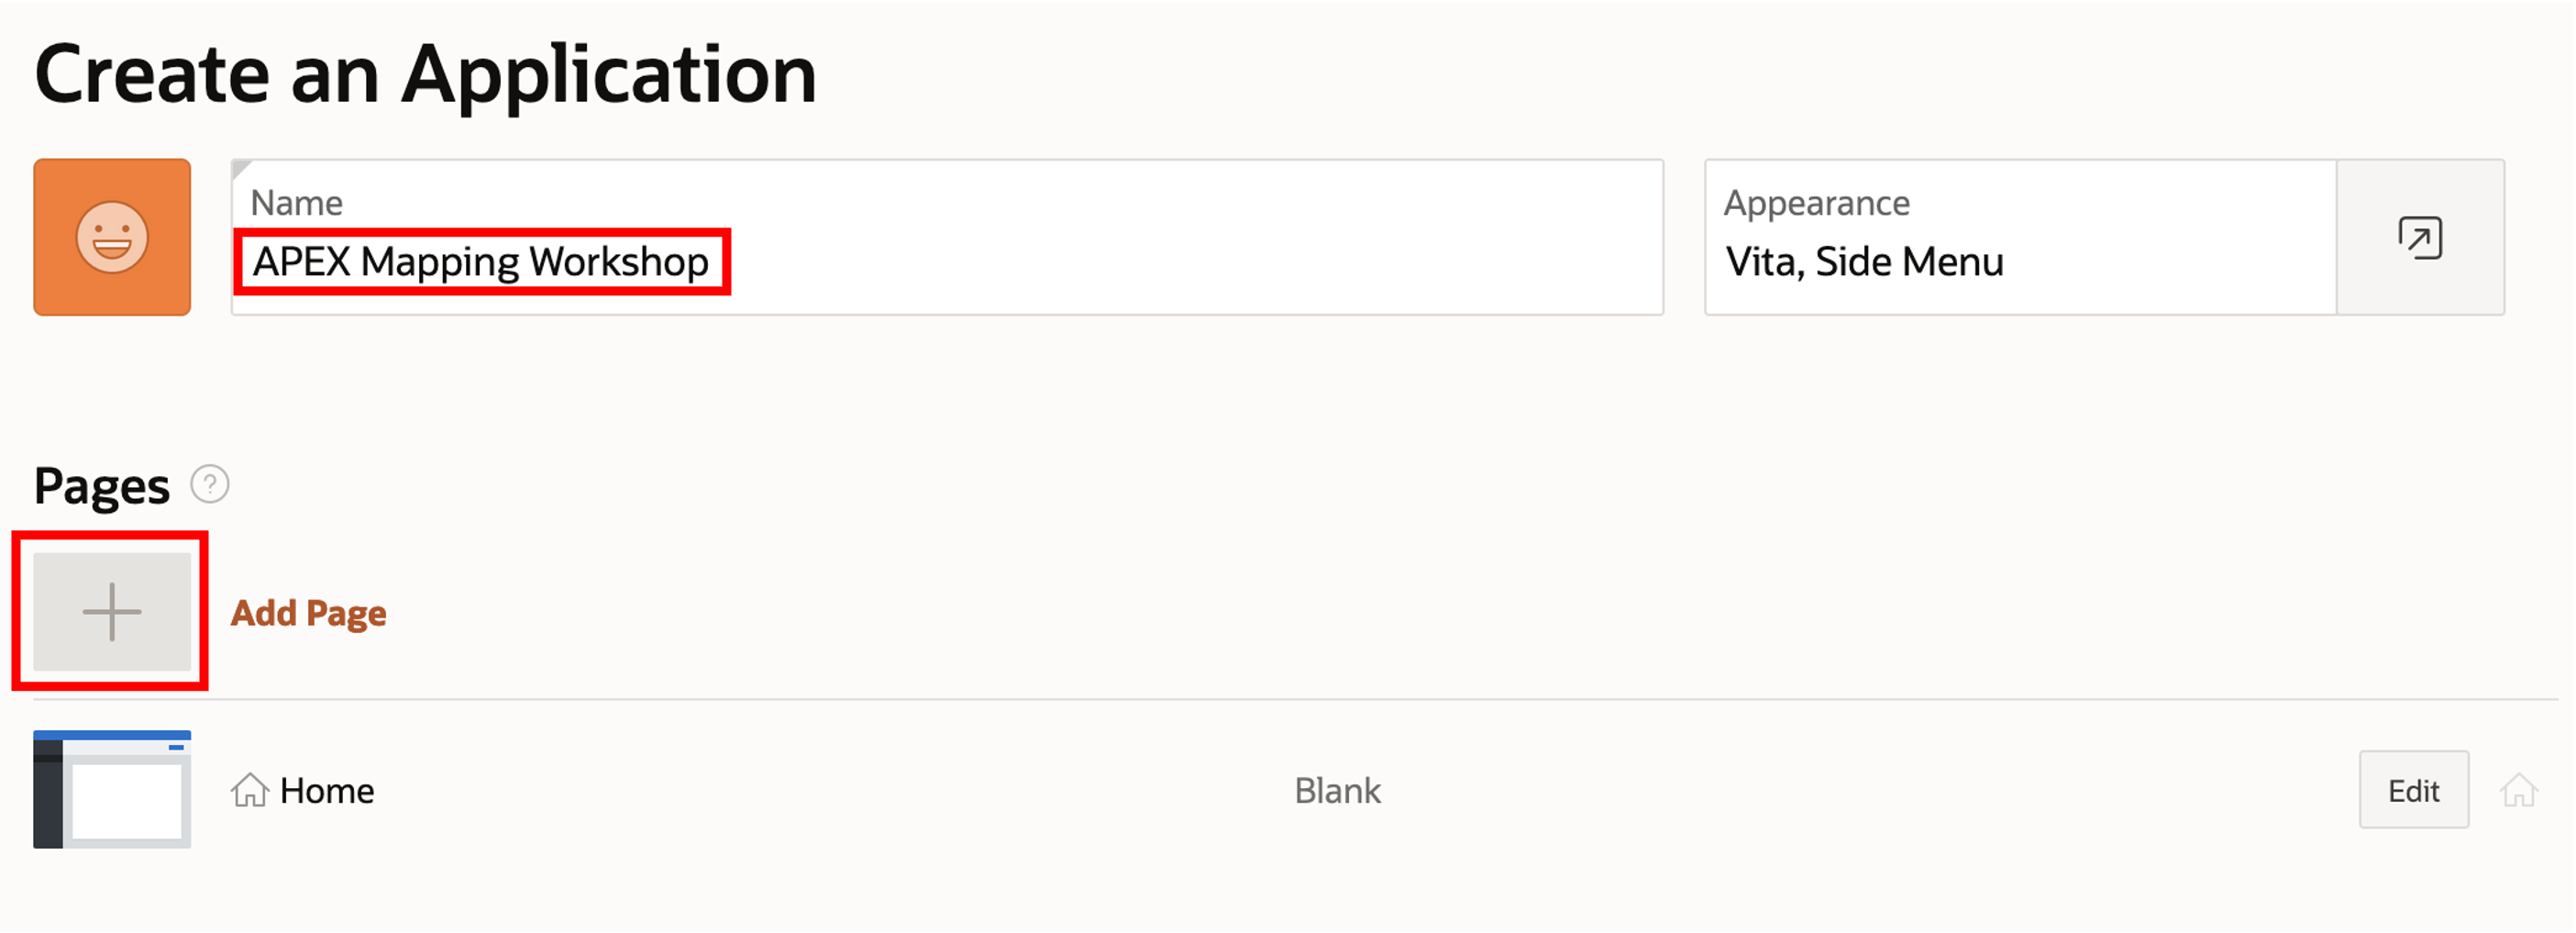 Create an Application
Name
APEX Mapping Workshop
Appearance
Vita, Side Menu
Pages ?
Add Page
Home
Blank
Edit